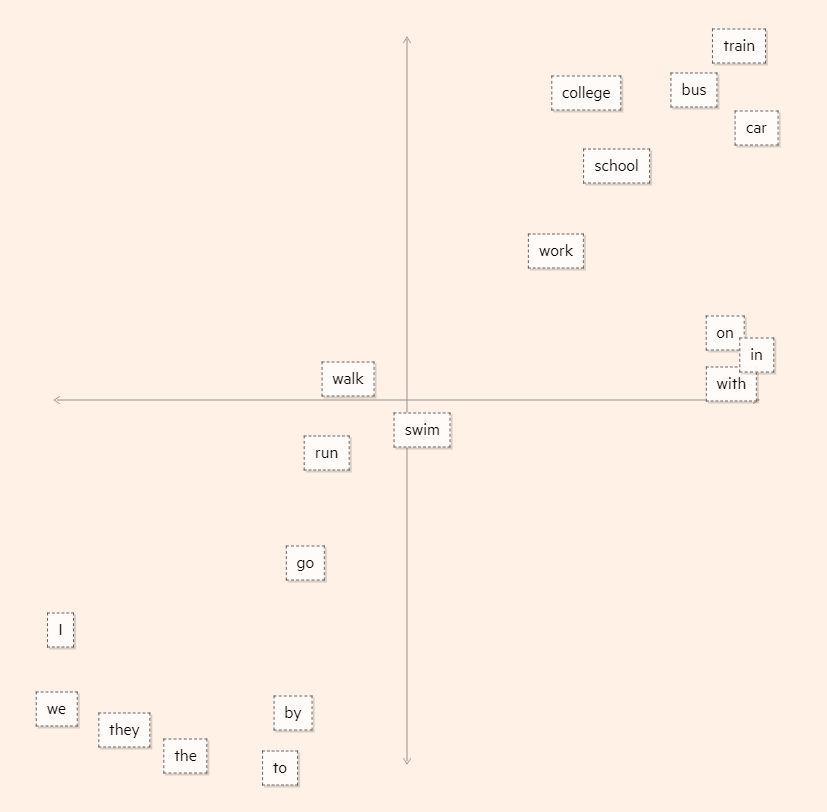 train
bus
college
car
school
work
on
in
walk
with
swim
run
go
I
we
by
they
the
to